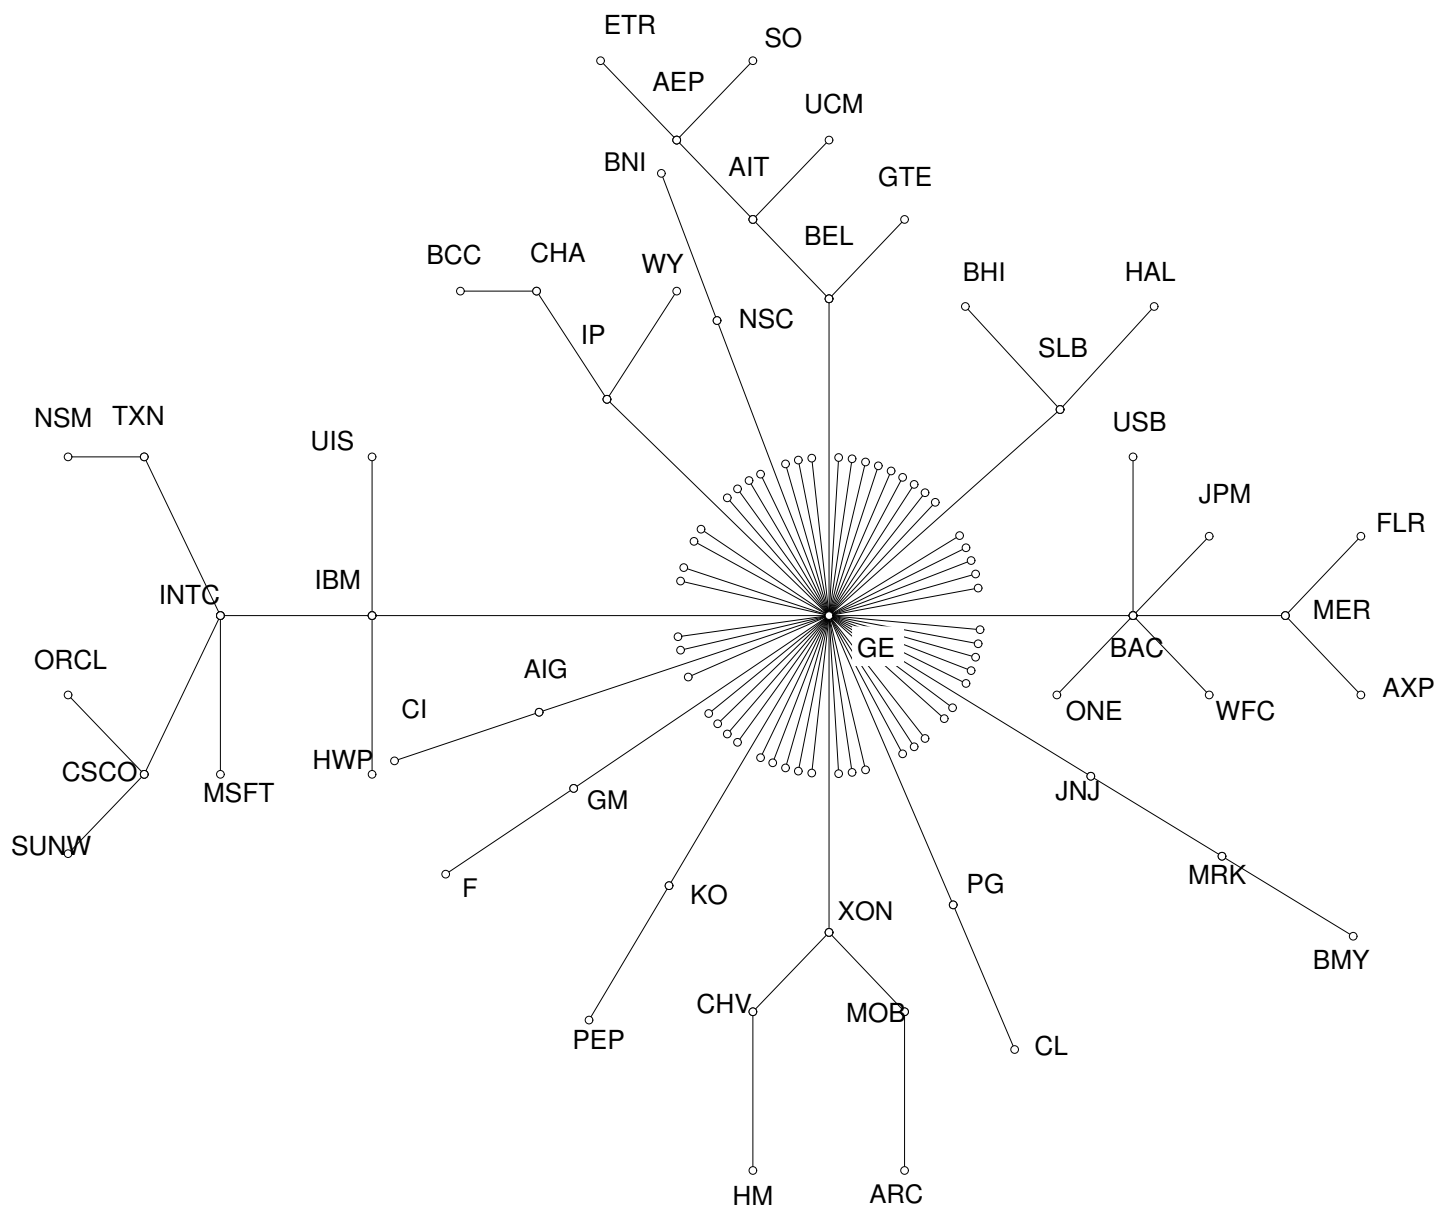 ETR
SO
AEP
UCM
BNI
AIT
GTE
BEL
BCC
CHA
WY
BHI
HAL
NSC
IP
SLB
NSM
TXN
UIS
USB
JPM
FLR
IBM
INTC
MER
GE
BAC
ORCL
AIG
AXP
CI
ONE
WFC
HWP
CSCO
MSFT
GM
JNJ
SUNW
F
KO
PG
MRK
XON
BMY
CHV
MOB
PEP
CL
HM
ARC